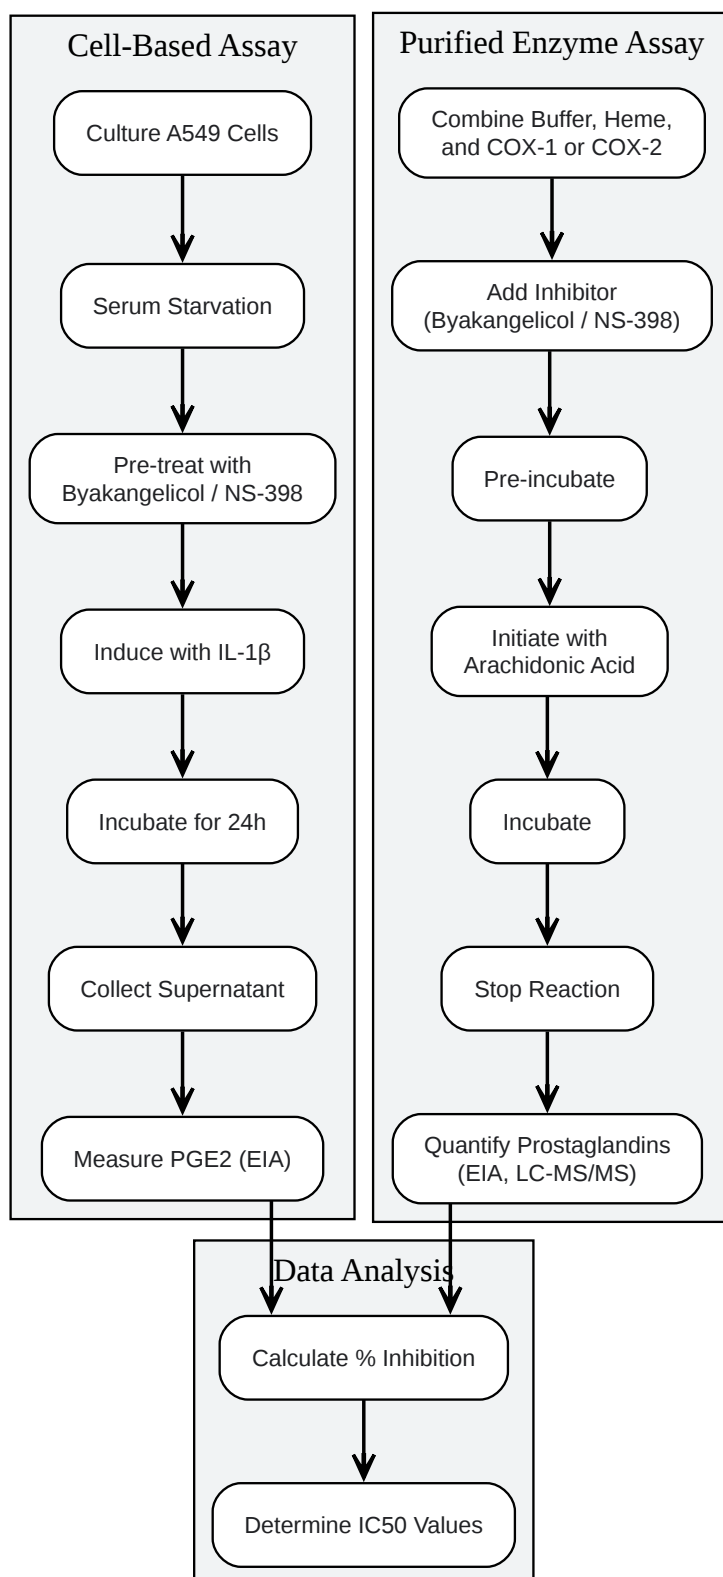 Cell-Based Assay
Culture A549 Cells
Serum Starvation
Pre-treat with
Byakangelicol / NS-398
Induce with IL-1β
Incubate for 24h
Collect Supernatant
Measure PGE2 (EIA)
Purified Enzyme Assay
Combine Buffer, Heme,
and COX-1 or COX-2
Add Inhibitor
(Byakangelicol / NS-398)
Pre-incubate
Initiate with
Arachidonic Acid
Incubate
Stop Reaction
Quantify Prostaglandins
(EIA, LC-MS/MS)
Data Analysis
Calculate % Inhibition
Determine IC50 Values